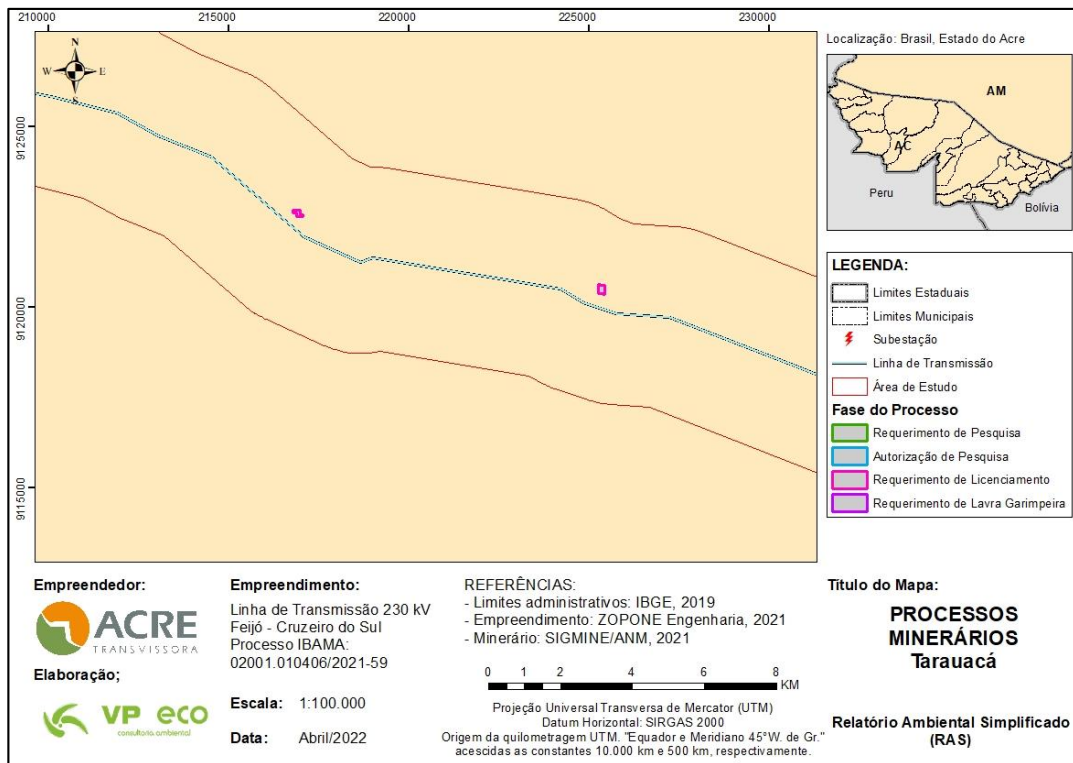 210000
215000
220000
225000
230000
9125000
9120000
9115000
N
W
E
S
Localização: Brasil, Estado do Acre
AM
AC
Peru
Bolívia
LEGENDA:
Limites Estaduais
Limites Municipais
Subestação
Linha de Transmissão
Área de Estudo
Fase do Processo
Requerimento de Pesquisa
Autorização de Pesquisa
Requerimento de Licenciamento
Requerimento de Lavra Garimpeira
Empreendedor:
ACRE
TRANSVISSORA
Elaboração;
VP eco
consultoria ambiental
Empreendimento:
Linha de Transmissão 230 kV
Feijó - Cruzeiro do Sul
Processo IBAMA:
02001.010406/2021-59
Escala: 1:100.000
Data: Abril/2022
REFERÊNCIAS:
- Limites administrativos: IBGE, 2019
- Empreendimento: ZOPONE Engenharia, 2021
- Minerário: SIGMINE/ANM, 2021
0 1 2 4 6 8
KM
Projeção Universal Transversa de Mercator (UTM)
Datum Horizontal: SIRGAS 2000
Origem da quilometragem UTM. "Equador e Meridiano 45°W. de Gr."
acescidas as constantes 10.000 km e 500 km, respectivamente.
Título do Mapa:
PROCESSOS
MINERÁRIOS
Tarauacá
Relatório Ambiental Simplificado
(RAS)